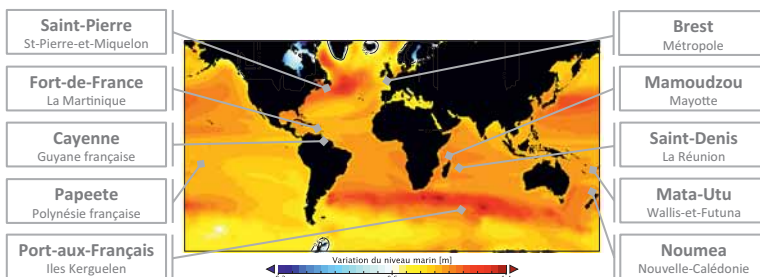 Saint-Pierre
St-Pierre-et-Miquelon
Fort-de-France
La Martinique
Cayenne
Guyane française
Papeete
Polynésie française
Port-aux-Français
Iles Kerguelen
Brest
Métropole
Mamoudzou
Mayotte
Saint-Denis
La Réunion
Mata-Utu
Wallis-et-Futuna
Noumea
Nouvelle-Calédonie
Variation du niveau marin [m]